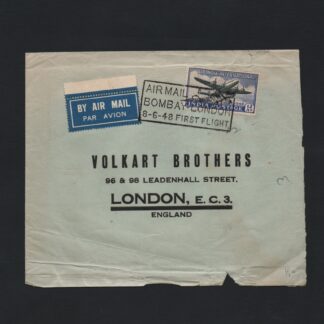 BY AIR MAIL
PAR AVION
AIR MAIL
BOMBAY-LONDON
8-6-48 FIRST FLIGHT
VOLKART BROTHERS
96 & 98 LEADENHALL STREET.
LONDON, E.C.3.
ENGLAND